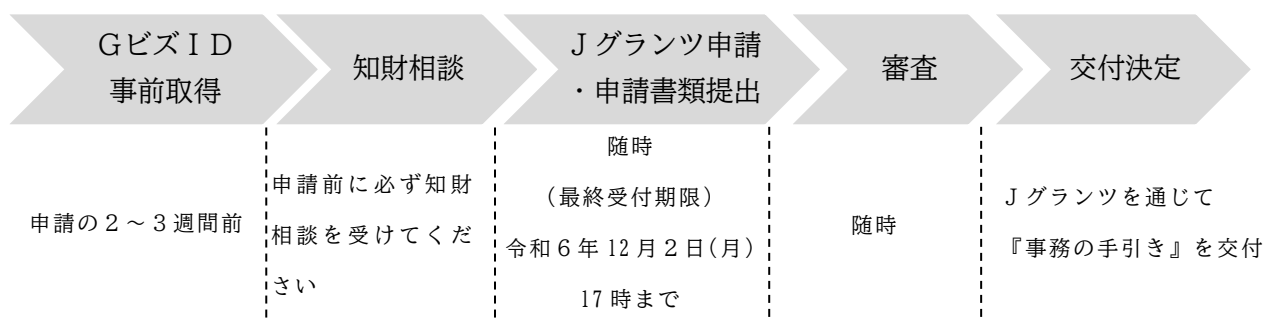 GビズID
事前取得
知財相談
Jグランツ申請
・申請書類提出
審査
交付決定
申請の2～3週間前
申請前に必ず知財
相談を受けてくだ
さい
随時
（最終受付期限）
令和6年12月2日(月)
17時まで
随時
Jグランツを通じて
『事務の手引き』を交付